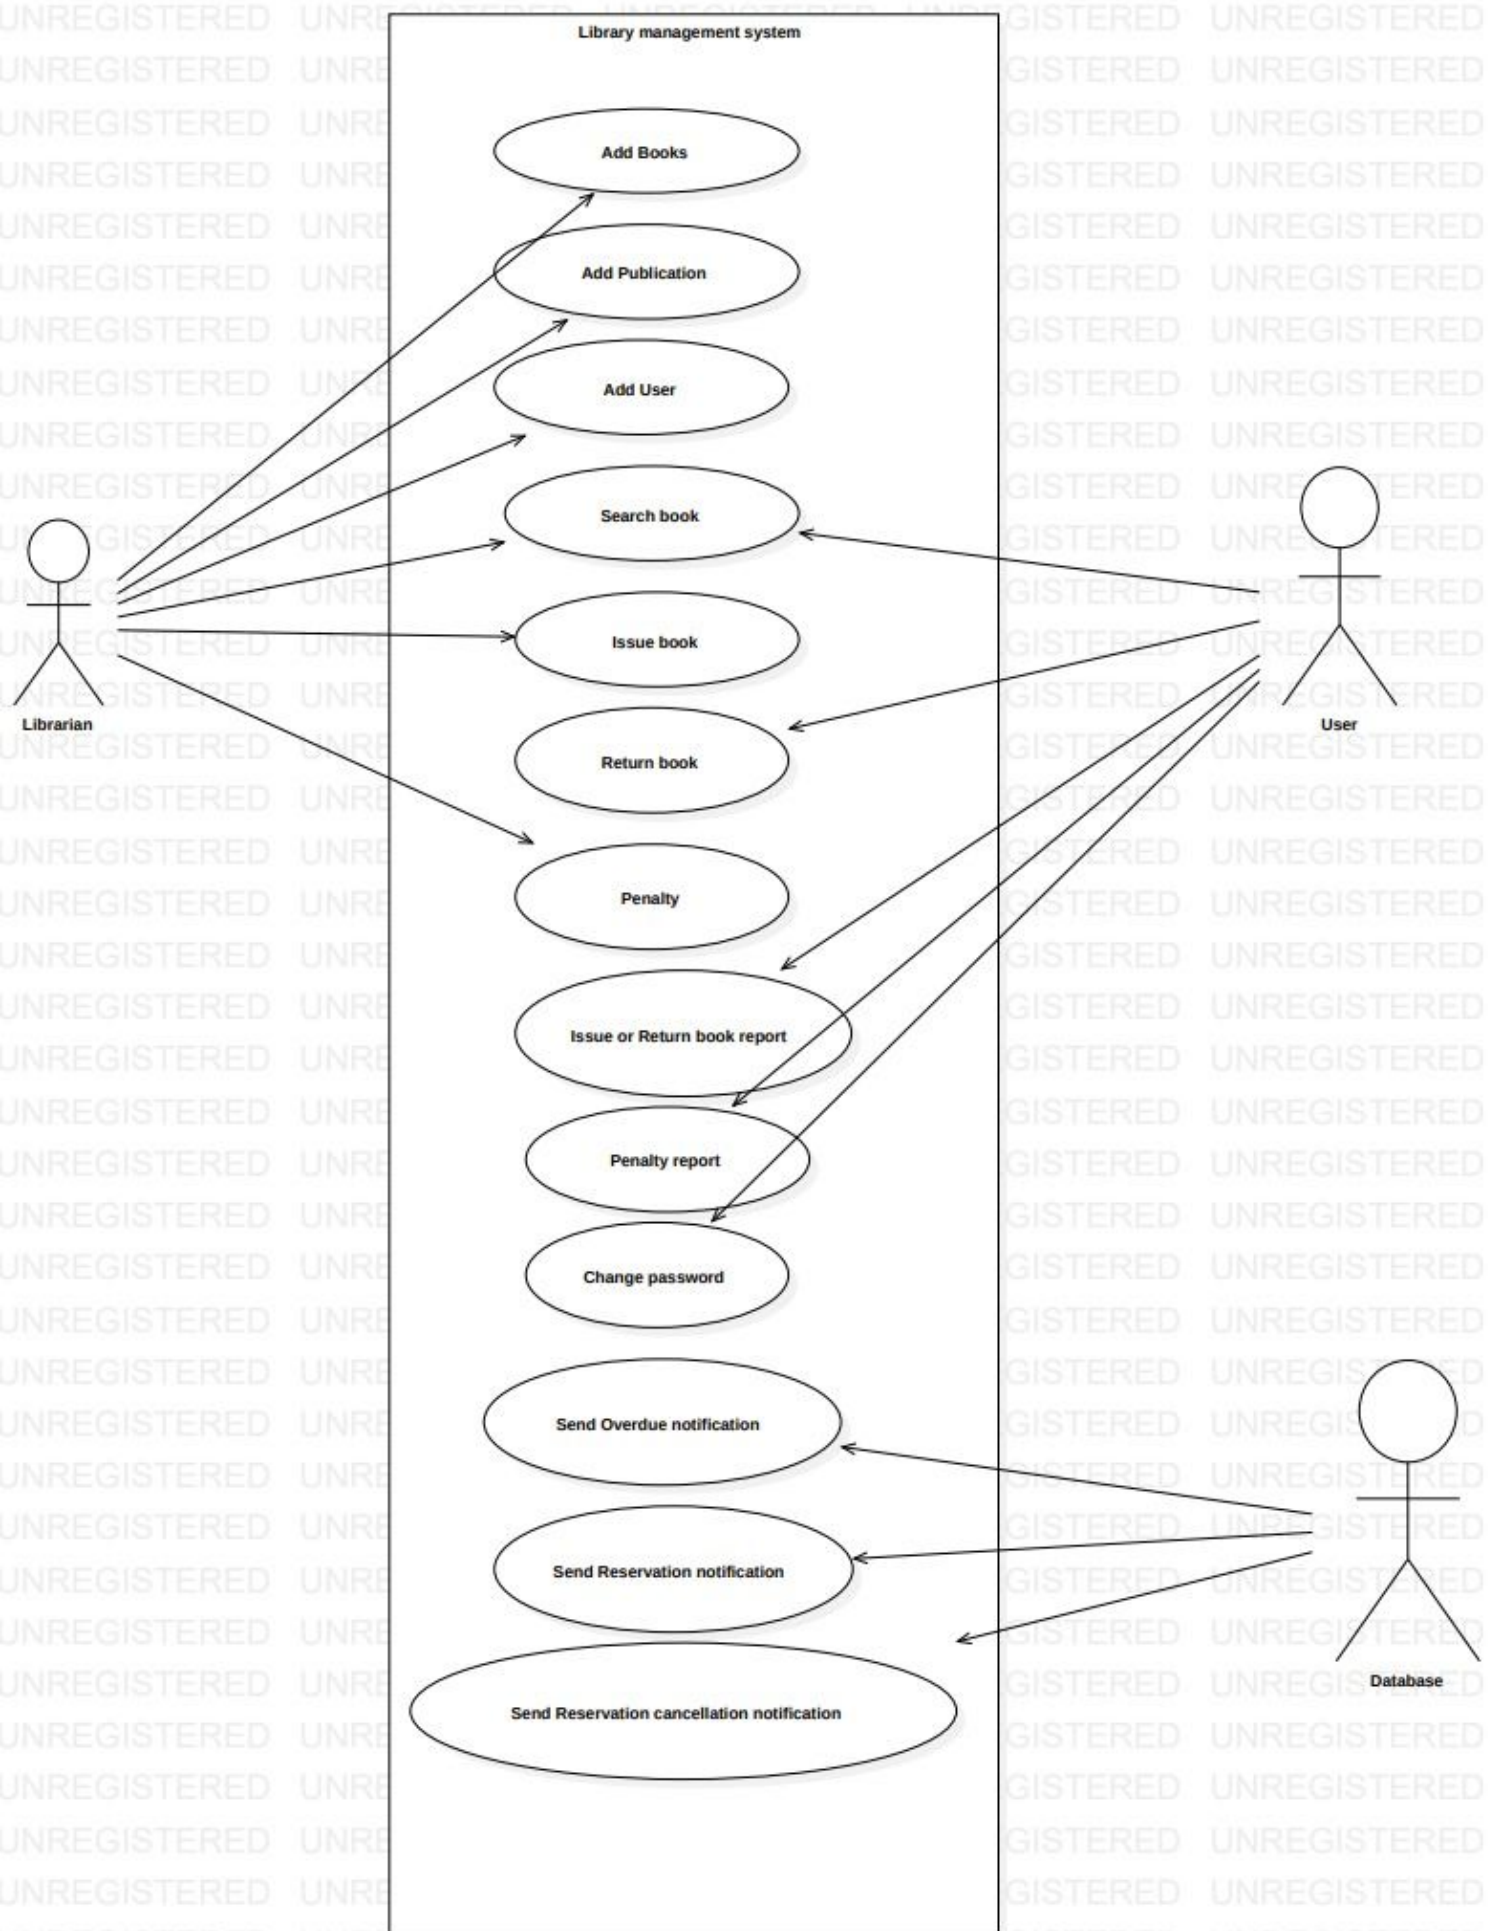 Library management system
Add Books
Add Publication
Add User
Search book
Issue book
Return book
Penalty
Issue or Return book report
Penalty report
Change password
Send Overdue notification
Send Reservation notification
Send Reservation cancellation notification
Librarian
User
Database
UNREGISTERED